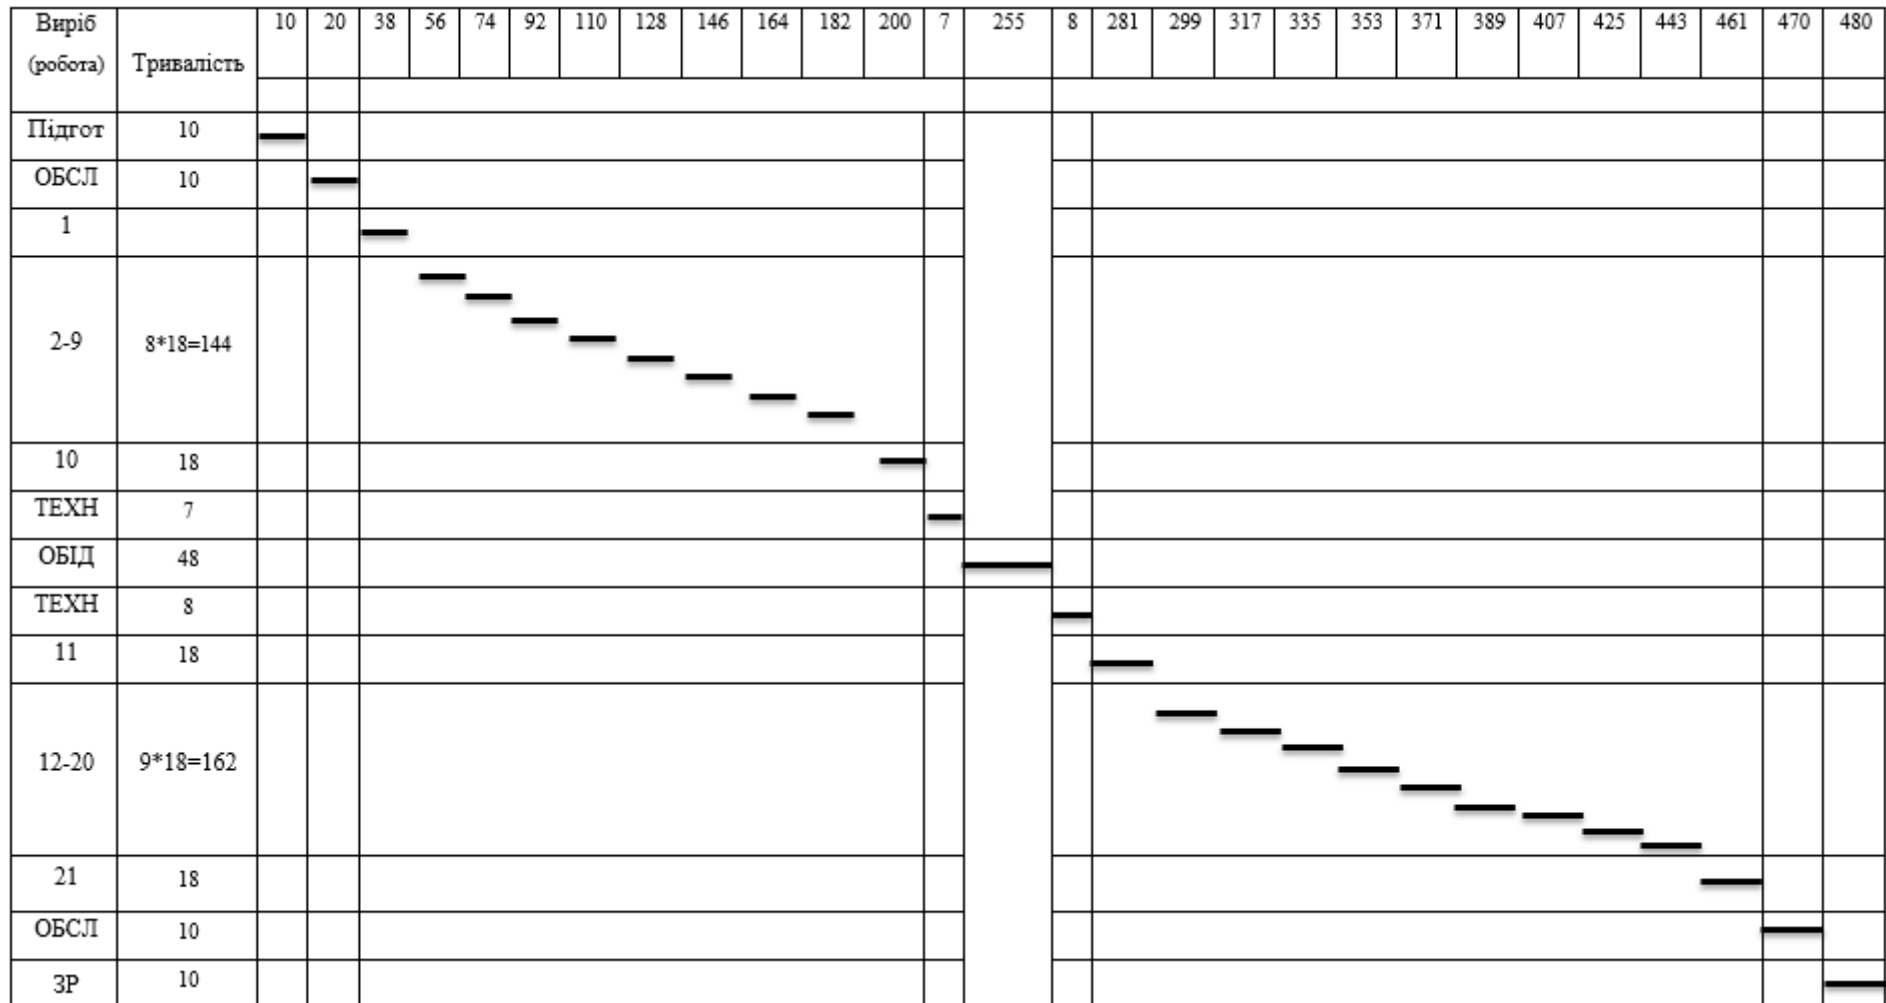 Виріб (робота) Тривалість 10 20 38 56 74 92 110 128 146 164 182 200 7 255 8 281 299 317 335 353 371 389 407 425 443 461 470 480
Підгот 10
ОБСЛ 10
1
2-9 8*18=144
10 18
ТЕХН 7
ОБІД 48
ТЕХН 8
11 18
12-20 9*18=162
21 18
ОБСЛ 10
ЗР 10